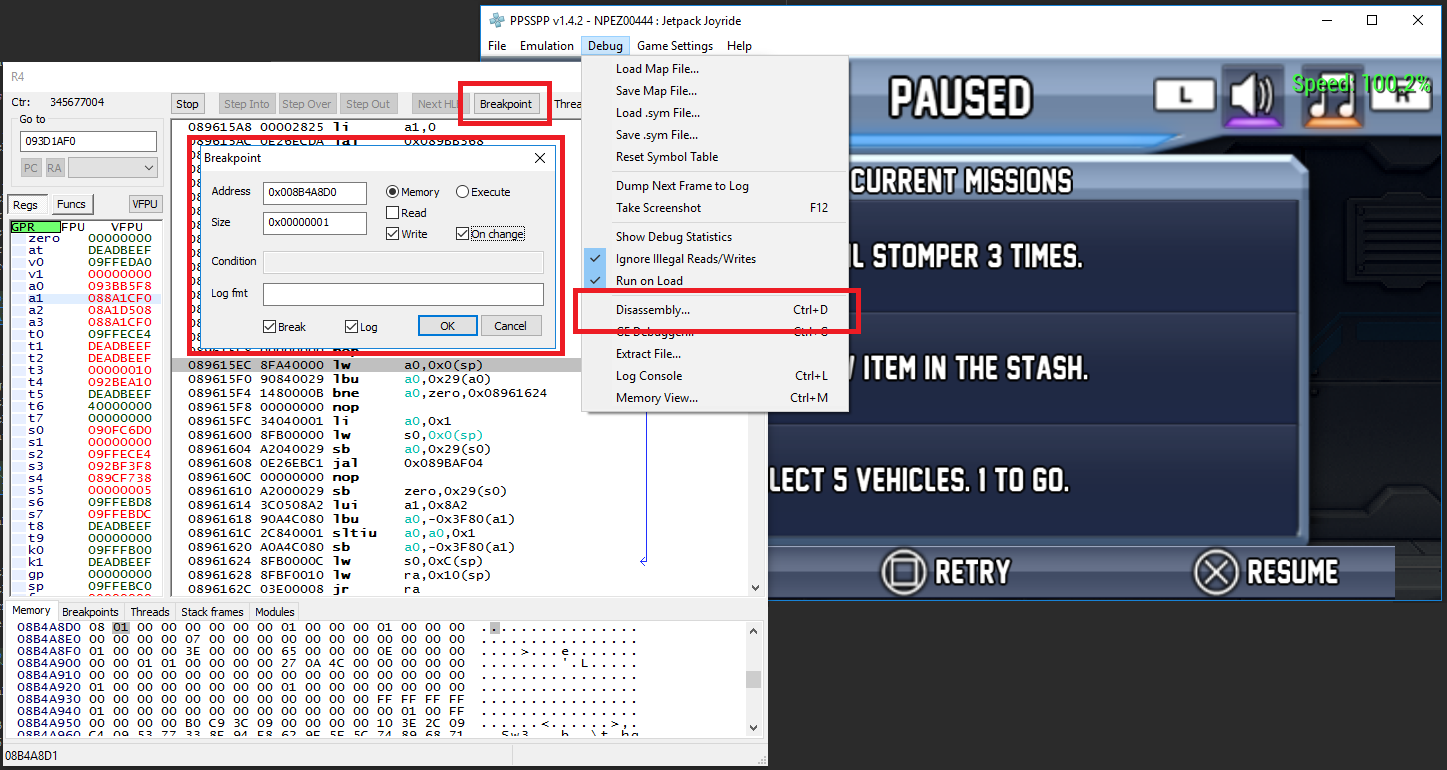 PPSSPP v1.4.2 - NPEZ00444 : Jetpack Joyride
File Emulation Debug Game Settings Help
Load Map File...
Save Map File...
Load .sym File...
Save .sym File...
Reset Symbol Table
Dump Next Frame to Log
Take Screenshot F12
Show Debug Statistics
Ignore Illegal Reads/Writes
Run on Load
Disassembly... Ctrl+D
GE Debugger... Ctrl+G
Extract File...
Log Console Ctrl+L
Memory View... Ctrl+M
PAUSED
L
R
Speed: 100.2%
CURRENT MISSIONS
STOMPER 3 TIMES.
ITEM IN THE STASH.
LECT 5 VEHICLES. 1 TO GO.
RETRY
RESUME
R4
Ctr: 345677004
Stop Step Into Step Over Step Out Next HL Breakpoint Threa
Go to
093D1AF0
PC RA
Regs Funcs VFPU
GPR FPU VFPU
zero 00000000
at DEADBEEF
v0 09FFEDA0
v1 00000000
a0 093BB5F8
a1 088A1CF0
a2 08A1D508
a3 088A1CF0
t0 09FFECE4
t1 DEADBEEF
t2 DEADBEEF
t3 00000010
t4 092BEA10
t5 DEADBEEF
t6 40000000
t7 00000000
s0 090FC6D0
s1 00000000
s2 09FFECE4
s3 092BF3F8
s4 089CF738
s5 00000005
s6 09FFEBD8
s7 09FFEBDC
t8 DEADBEEF
t9 00000000
k0 09FFFB00
k1 DEADBEEF
gp 00000000
sp 09FFEBC0
089615A8 00002825 li a1,0
089615AC 0E26ECDA jal 0x089BB368
Breakpoint
Address 0x008B4A8D0 Memory Execute
Size 0x00000001 Read
Write On change
Condition
Log fmt
Break Log OK Cancel
nop
089615EC 8FA40000 lw a0,0x0(sp)
089615F0 90840029 lbu a0,0x29(a0)
089615F4 1480000B bne a0,zero,0x08961624
089615F8 00000000 nop
089615FC 34040001 li a0,0x1
08961600 8FB00000 lw s0,0x0(sp)
08961604 A2040029 sb a0,0x29(s0)
08961608 0E26EBC1 jal 0x089BAF04
0896160C 00000000 nop
08961610 A2000029 sb zero,0x29(s0)
08961614 3C0508A2 lui a1,0x8A2
08961618 90A4C080 lbu a0,-0x3F80(a1)
0896161C 2C840001 sltiu a0,a0,0x1
08961620 A0A4C080 sb a0,-0x3F80(a1)
08961624 8FB0000C lw s0,0xC(sp)
08961628 8FBF0010 lw ra,0x10(sp)
0896162C 03E00008 jr ra
Memory Breakpoints Threads Stack frames Modules
08B4A8D0 08 01 00 00 00 00 00 00 01 00 00 00 01 00 00 00 ................
08B4A8E0 00 00 00 00 07 00 00 00 00 00 00 00 00 00 00 00 ................
08B4A8F0 01 00 00 00 3E 00 00 00 65 00 00 00 0E 00 00 00 ....>...e.......
08B4A900 00 00 01 01 00 00 00 00 27 0A 4C 00 00 00 00 00 ........'.L.....
08B4A910 00 00 00 00 00 00 00 00 00 00 00 00 00 00 00 00 ................
08B4A920 01 00 00 00 00 00 00 00 01 00 00 00 00 00 00 00 ................
08B4A930 00 00 00 00 00 00 00 00 00 00 00 00 FF FF FF FF ................
08B4A940 01 00 00 00 00 00 00 00 00 00 00 00 00 01 00 FF ................
08B4A950 00 00 00 00 B0 C9 3C 09 00 00 00 00 10 3E 2C 09 ......<......>,.
08B4A960 C4 09 53 77 33
08B4A8D1